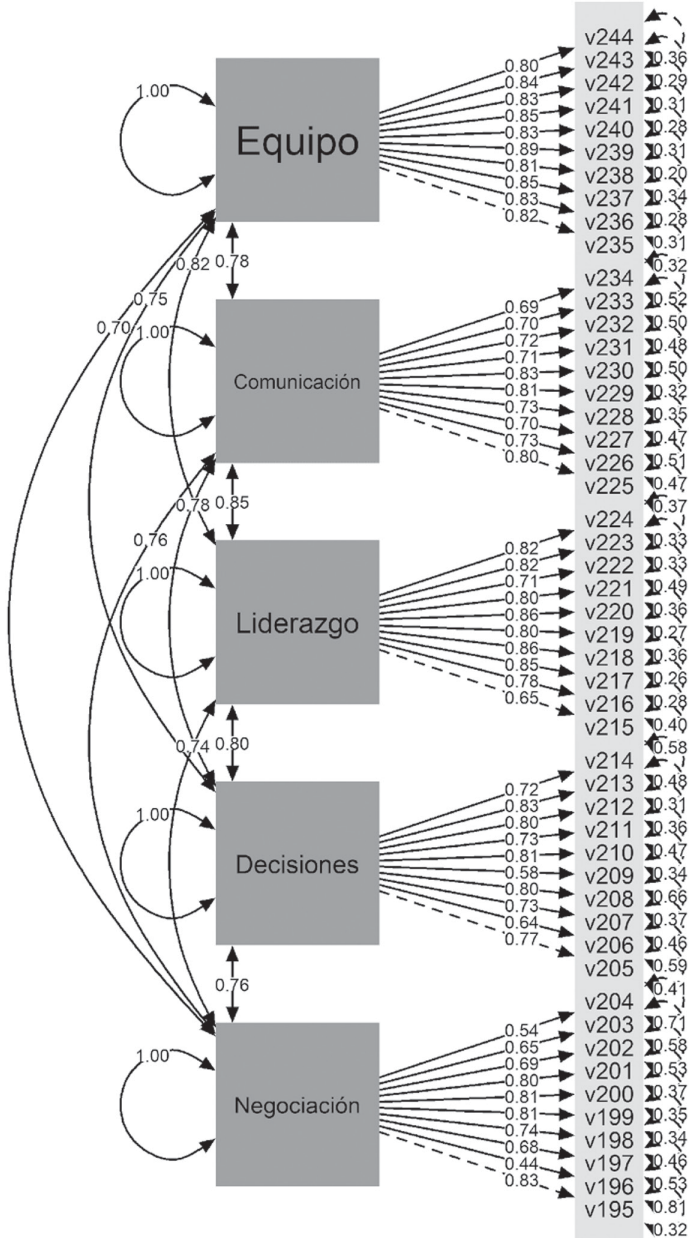 v244
1.00
0.80
v243
0.36
0.84
v242
0.29
0.83
v241
0.31
0.85
Equipo
0.83
v240
0.28
0.89
v239
0.31
0.81
v238
0.20
0.85
v237
0.34
0.83
v236
0.28
0.82
v235
0.31
0.82
0.78
0.32
v234
0.75
0.69
v233
0.52
0.70
1.00
0.70
v232
0.50
0.72
v231
0.48
0.71
Comunicación
0.83
v230
0.50
0.81
v229
0.32
0.73
v228
0.35
0.70
v227
0.47
0.73
v226
0.51
0.80
v225
0.47
0.78
0.85
0.37
v224
0.76
0.82
v223
0.33
0.82
v222
0.33
1.00
0.71
v221
0.49
0.80
Liderazgo
0.86
v220
0.36
0.80
v219
0.27
0.86
v218
0.36
0.85
v217
0.26
0.78
v216
0.28
0.65
v215
0.40
0.74
0.80
0.58
v214
0.72
v213
0.48
0.83
v212
0.31
1.00
0.80
v211
0.36
0.73
Decisiones
0.81
v210
0.47
0.58
v209
0.34
0.80
v208
0.66
0.73
v207
0.37
0.64
v206
0.46
0.77
v205
0.59
0.76
0.41
v204
0.54
v203
0.71
0.65
v202
0.58
1.00
0.69
v201
0.53
0.80
Negociación
0.81
v200
0.37
0.81
v199
0.35
0.74
v198
0.34
0.68
v197
0.46
0.44
v196
0.53
0.83
v195
0.81
0.32